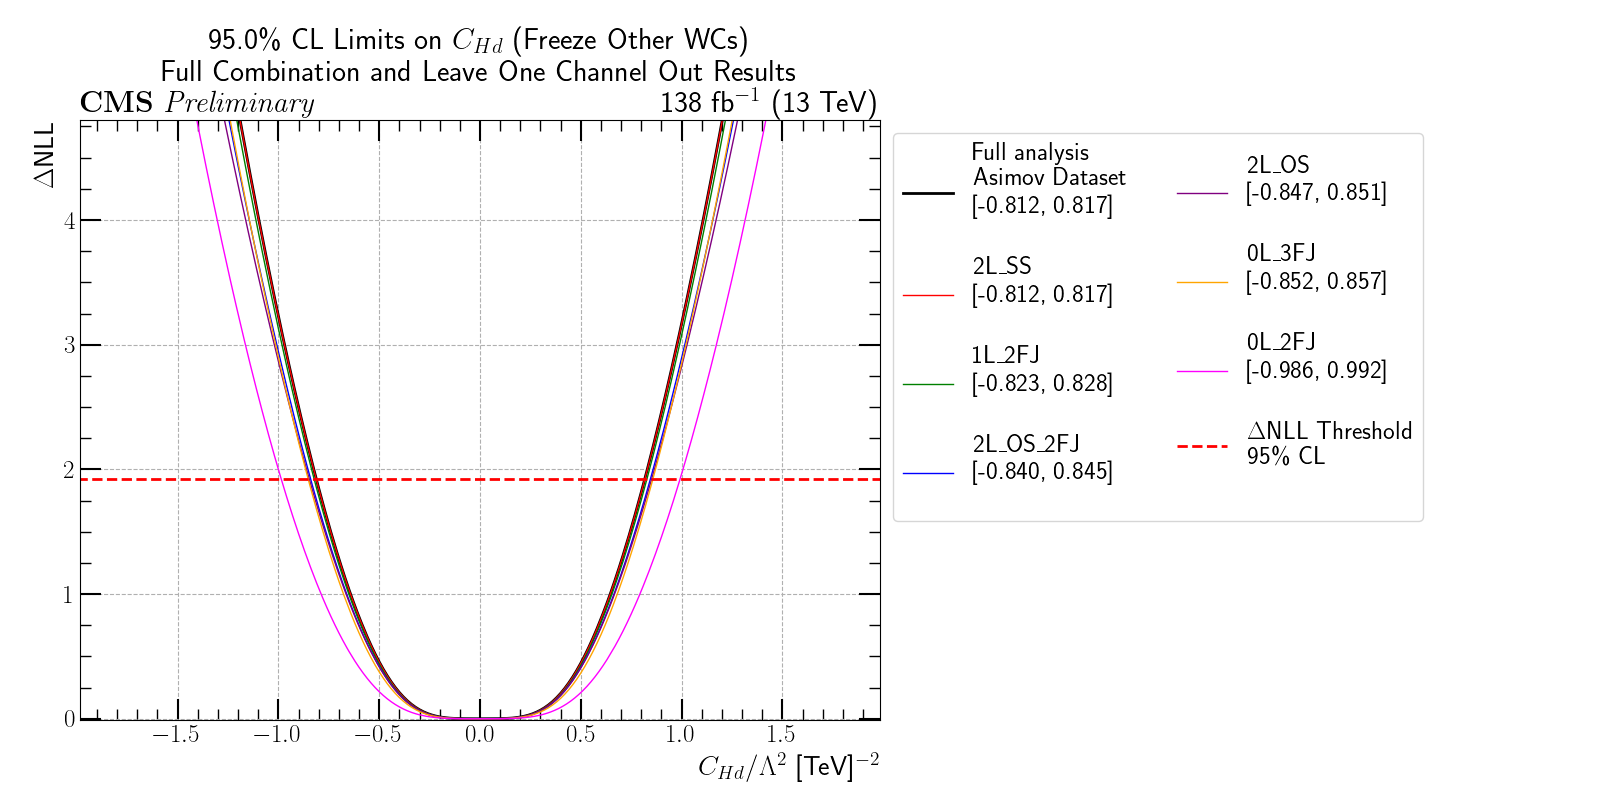 95.0% CL Limits on C_{Hd} (Freeze Other WCs)
Full Combination and Leave One Channel Out Results
CMS Preliminary
138 fb^{-1} (13 TeV)
ΔNLL
4
3
2
1
0
−1.5
−1.0
−0.5
0.0
0.5
1.0
1.5
C_{Hd}/Λ^2 [TeV]^{-2}
Full analysis
Asimov Dataset
[-0.812, 0.817]
2L_SS
[-0.812, 0.817]
1L_2FJ
[-0.823, 0.828]
2L_OS_2FJ
[-0.840, 0.845]
2L_OS
[-0.847, 0.851]
0L_3FJ
[-0.852, 0.857]
0L_2FJ
[-0.986, 0.992]
ΔNLL Threshold
95% CL